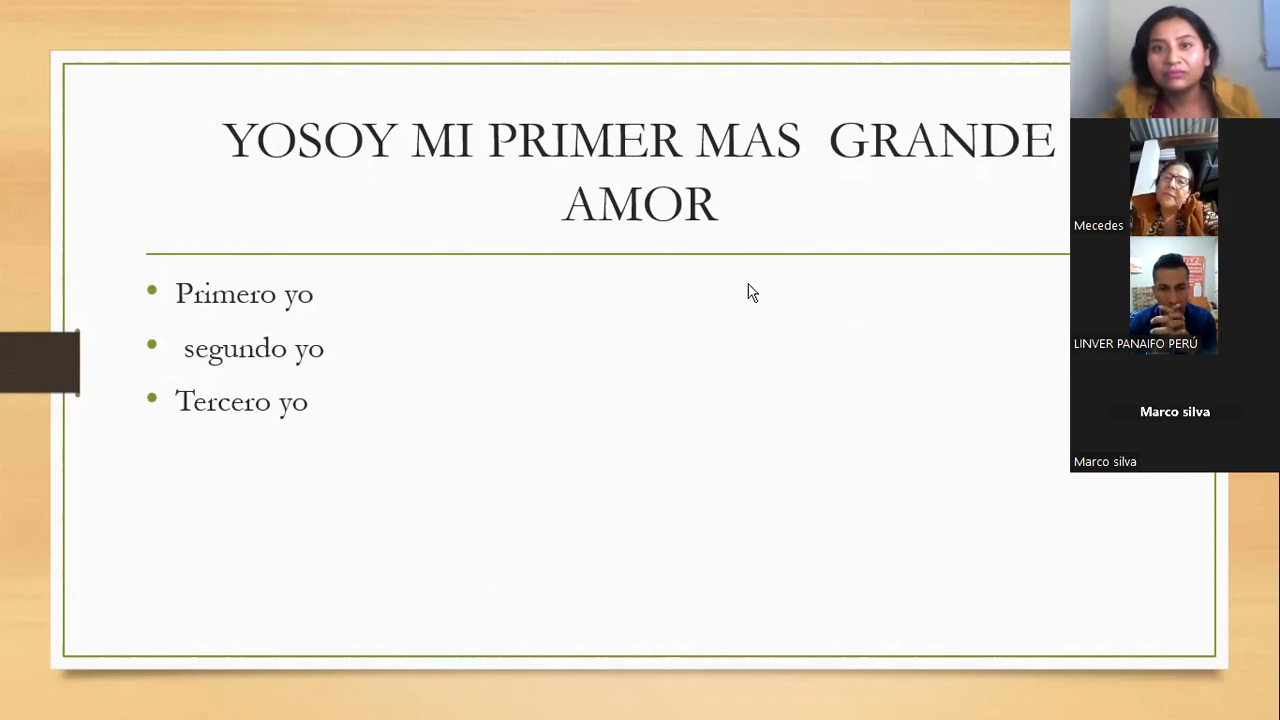 YOSOY MI PRIMER MAS GRANDE
AMOR
Primero yo
segundo yo
Tercero yo
Mecedes
LINVER PANAIFO PERÚ
Marco silva
Marco silva